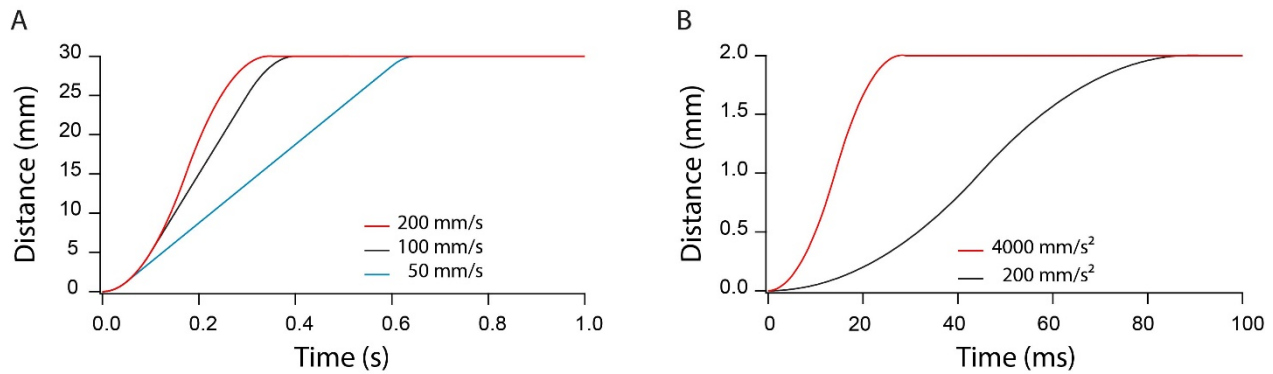 A
Distance (mm)
30
25
20
15
10
5
0
200 mm/s
100 mm/s
50 mm/s
0.0 0.2 0.4 0.6 0.8 1.0
Time (s)
B
Distance (mm)
2.0
1.5
1.0
0.5
0.0
4000 mm/s²
200 mm/s²
0 20 40 60 80 100
Time (ms)